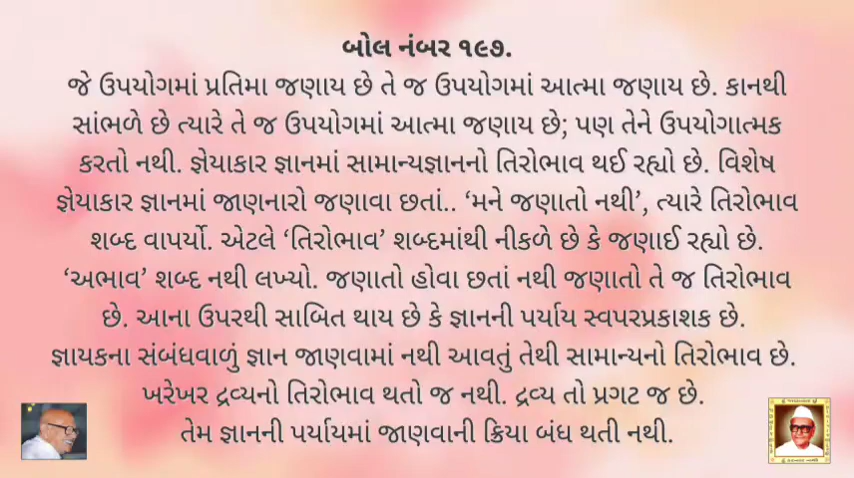 બોલ નંબર ૧૯૭.
જે ઉપયોગમાં પ્રતિમા જણાય છે તે જ ઉપયોગમાં આત્મા જણાય છે. કાનથી
સાંભળે છે ત્યારે તે જ ઉપયોગમાં આત્મા જણાય છે; પણ તેને ઉપયોગાત્મક
કરતો નથી. જ્ઞેયાકાર જ્ઞાનમાં સામાન્યજ્ઞાનનો તિરોભાવ થઈ રહ્યો છે. વિશેષ
જ્ઞેયાકાર જ્ઞાનમાં જાણનારો જણાવા છતાં.. ‘મને જણાતો નથી’, ત્યારે તિરોભાવ
શબ્દ વાપર્યો. એટલે ‘તિરોભાવ’ શબ્દમાંથી નીકળે છે કે જણાઈ રહ્યો છે.
‘અભાવ’ શબ્દ નથી લખ્યો. જણાતો હોવા છતાં નથી જણાતો તે જ તિરોભાવ
છે. આના ઉપરથી સાબિત થાય છે કે જ્ઞાનની પર્યાય સ્વપરપ્રકાશક છે.
જ્ઞાયકના સંબંધવાળું જ્ઞાન જાણવામાં નથી આવતું તેથી સામાન્યનો તિરોભાવ છે.
ખરેખર દ્રવ્યનો તિરોભાવ થતો જ નથી. દ્રવ્ય તો પ્રગટ જ છે.
તેમ જ્ઞાનની પર્યાયમાં જાણવાની ક્રિયા બંધ થતી નથી.